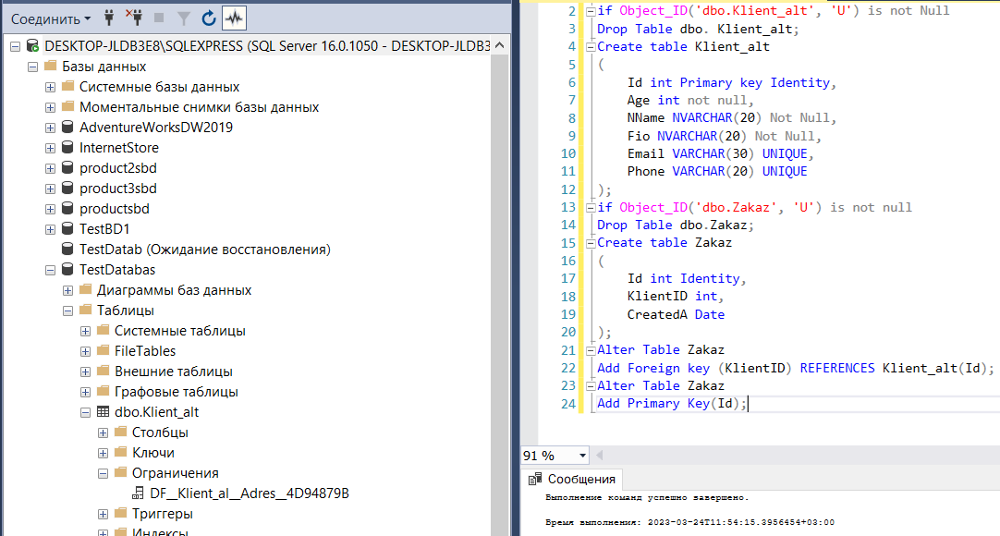 Соединить
DESKTOP-JLDB3E8\SQLEXPRESS (SQL Server 16.0.1050 - DESKTOP-JLDB3
Базы данных
Системные базы данных
Моментальные снимки базы данных
AdventureWorksDW2019
InternetStore
product2sbd
product3sbd
productsbd
TestBD1
TestDatab (Ожидание восстановления)
TestDatabas
Диаграммы баз данных
Таблицы
Системные таблицы
FileTables
Внешние таблицы
Графовые таблицы
dbo.Klient_alt
Столбцы
Ключи
Ограничения
DF__Klient_al__Adres__4D94879B
Триггеры
Индексы
2 if Object_ID('dbo.Klient_alt', 'U') is not Null
3 Drop Table dbo. Klient_alt;
4 Create table Klient_alt
5 (
6 Id int Primary key Identity,
7 Age int not null,
8 NName NVARCHAR(20) Not Null,
9 Fio NVARCHAR(20) Not Null,
10 Email VARCHAR(30) UNIQUE,
11 Phone VARCHAR(20) UNIQUE
12 );
13 if Object_ID('dbo.Zakaz', 'U') is not null
14 Drop Table dbo.Zakaz;
15 Create table Zakaz
16 (
17 Id int Identity,
18 KlientID int,
19 CreatedA Date
20 );
21 Alter Table Zakaz
22 Add Foreign key (KlientID) REFERENCES Klient_alt(Id);
23 Alter Table Zakaz
24 Add Primary Key(Id);
91 %
Сообщения
Выполнение команд успешно завершено.
Время выполнения: 2023-03-24T11:54:15.3956454+03:00